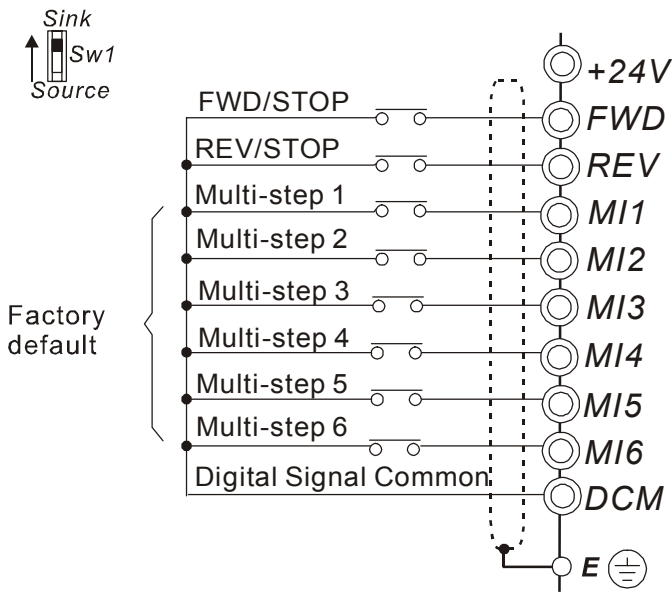 Sink
Sw1
Source
+24V
FWD/STOP
FWD
REV/STOP
REV
Multi-step 1
MI1
Multi-step 2
MI2
Multi-step 3
MI3
Factory
default
Multi-step 4
MI4
Multi-step 5
MI5
Multi-step 6
MI6
Digital Signal Common
DCM
E